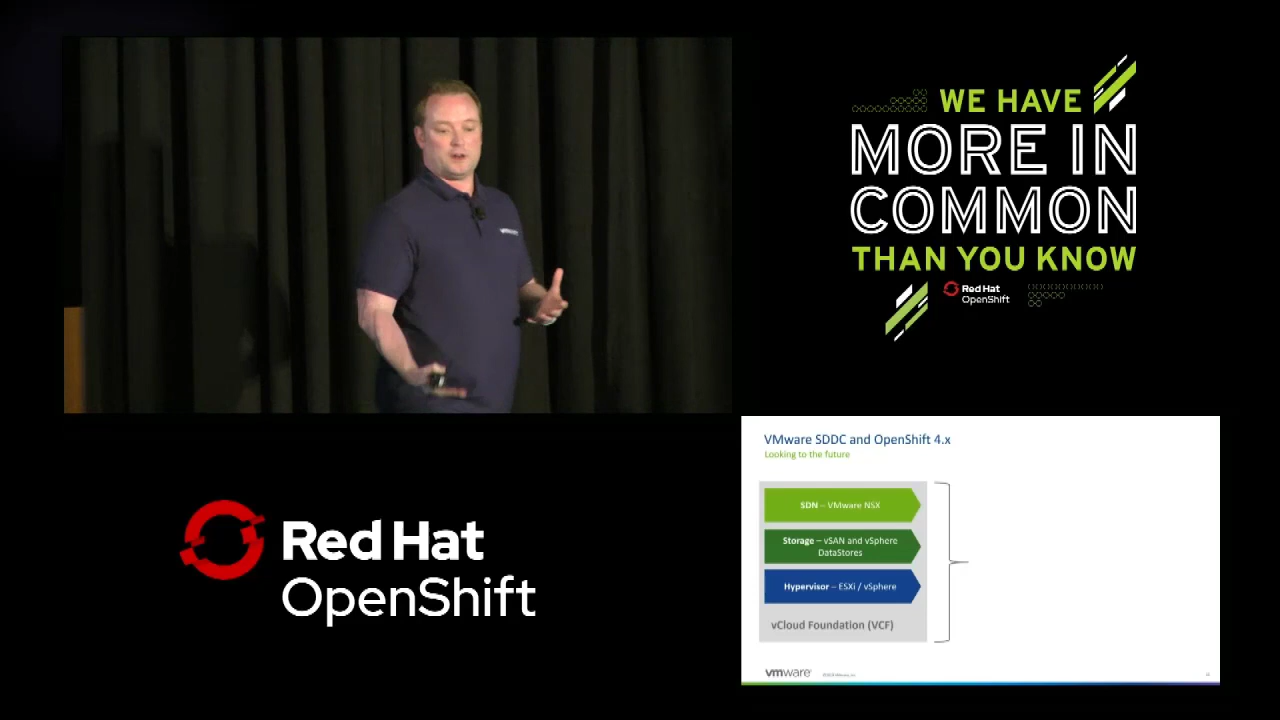 WE HAVE
MORE IN
COMMON
THAN YOU KNOW
Red Hat
OpenShift
vmware
Red Hat
OpenShift
VMware SDDC and OpenShift 4.x
Looking to the future
SDN – VMware NSX
Storage – vSAN and vSphere
DataStores
Hypervisor – ESXi / vSphere
vCloud Foundation (VCF)
vmware